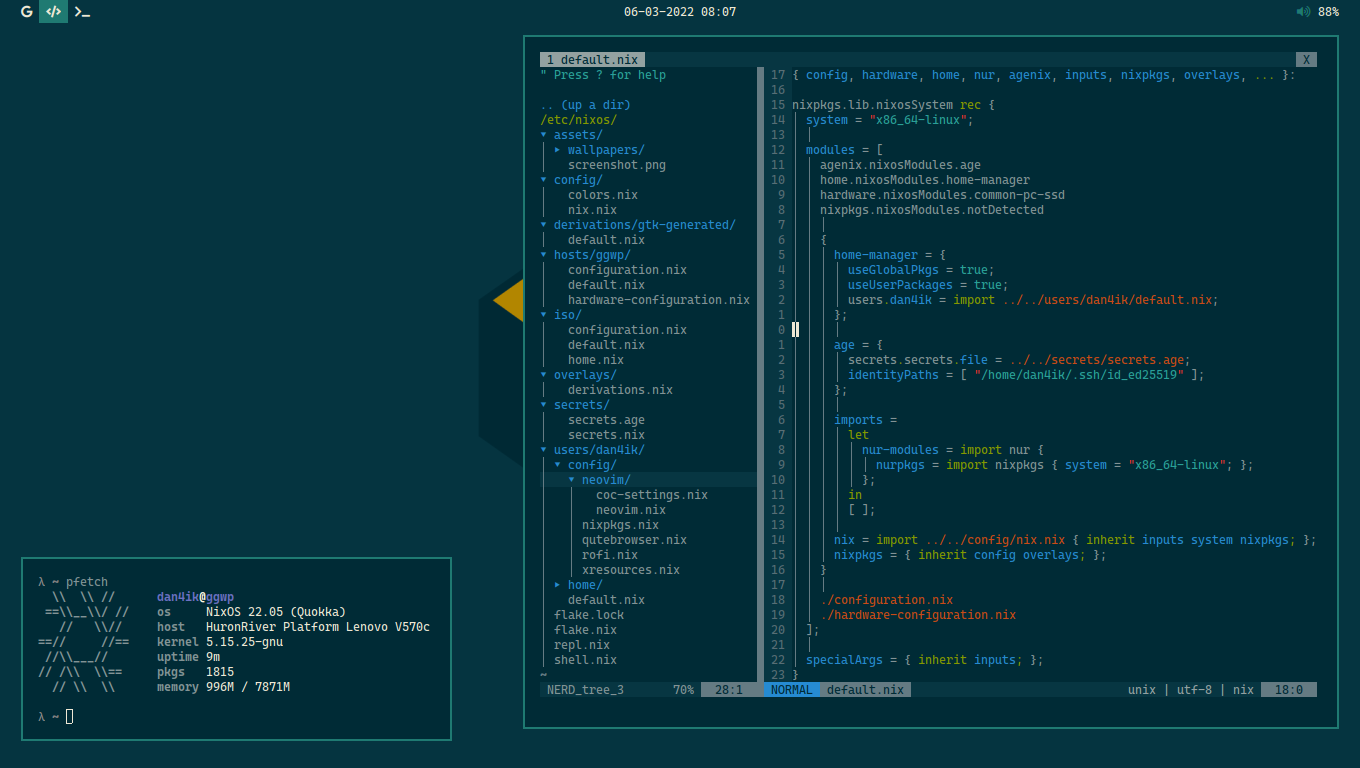 G </> >_
06-03-2022 08:07
88%
1 default.nix
X
" Press ? for help
.. (up a dir)
/etc/nixos/
▾ assets/
▸ wallpapers/
screenshot.png
▾ config/
colors.nix
nix.nix
▾ derivations/gtk-generated/
default.nix
▾ hosts/ggwp/
configuration.nix
default.nix
hardware-configuration.nix
▾ iso/
configuration.nix
default.nix
home.nix
▾ overlays/
derivations.nix
▾ secrets/
secrets.age
secrets.nix
▾ users/dan4ik/
▾ config/
▾ neovim/
coc-settings.nix
neovim.nix
nixpkgs.nix
qutebrowser.nix
rofi.nix
xresources.nix
▸ home/
default.nix
flake.lock
flake.nix
repl.nix
shell.nix
~
NERD_tree_3 70% 28:1
17 { config, hardware, home, nur, agenix, inputs, nixpkgs, overlays, ... }:
16
15 nixpkgs.lib.nixosSystem rec {
14 system = "x86_64-linux";
13
12 modules = [
11 agenix.nixosModules.age
10 home.nixosModules.home-manager
9 hardware.nixosModules.common-pc-ssd
8 nixpkgs.nixosModules.notDetected
7
6 {
5 home-manager = {
4 useGlobalPkgs = true;
3 useUserPackages = true;
2 users.dan4ik = import ../../users/dan4ik/default.nix;
1 };
0
1 age = {
2 secrets.secrets.file = ../../secrets/secrets.age;
3 identityPaths = [ "/home/dan4ik/.ssh/id_ed25519" ];
4 };
5
6 imports =
7 let
8 nur-modules = import nur {
9 nurpkgs = import nixpkgs { system = "x86_64-linux"; };
10 };
11 in
12 [ ];
13
14 nix = import ../../config/nix.nix { inherit inputs system nixpkgs; };
15 nixpkgs = { inherit config overlays; };
16 }
17
18 ./configuration.nix
19 ./hardware-configuration.nix
20 ];
21
22 specialArgs = { inherit inputs; };
23 }
NORMAL default.nix unix | utf-8 | nix 18:0
λ ~ pfetch
\\ \\ // dan4ik@ggwp
==\\__\\/ // os NixOS 22.05 (Quokka)
// \\// host HuronRiver Platform Lenovo V570c
==// //== kernel 5.15.25-gnu
//\\___// uptime 9m
// /\\ \\== pkgs 1815
// \\ \\ memory 996M / 7871M
λ ~